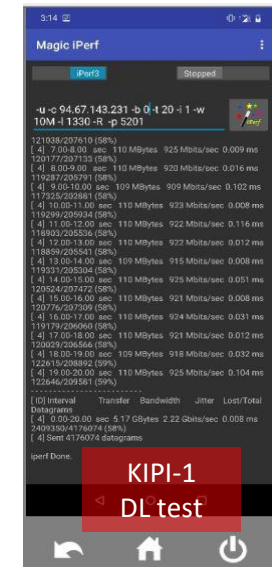 3:14
Magic iPerf
iPerf3
Stopped
-u -c 94.67.143.231 -b 0 -t 20 -i 1 -w
10M -l 1330 -R -p 5201
iPerf
121038/207610 (58%)
[ 4] 7.00-8.00 sec 110 MBytes 925 Mbits/sec 0.009 ms
120177/207133 (58%)
[ 4] 8.00-9.00 sec 110 MBytes 920 Mbits/sec 0.016 ms
119287/205791 (58%)
[ 4] 9.00-10.00 sec 109 MBytes 909 Mbits/sec 0.102 ms
117325/202881 (58%)
[ 4] 10.00-11.00 sec 110 MBytes 923 Mbits/sec 0.008 ms
119299/205934 (58%)
[ 4] 11.00-12.00 sec 110 MBytes 922 Mbits/sec 0.116 ms
118903/205536 (58%)
[ 4] 12.00-13.00 sec 110 MBytes 922 Mbits/sec 0.012 ms
118859/205541 (58%)
[ 4] 13.00-14.00 sec 109 MBytes 915 Mbits/sec 0.008 ms
119331/205304 (58%)
[ 4] 14.00-15.00 sec 110 MBytes 925 Mbits/sec 0.051 ms
120524/207472 (58%)
[ 4] 15.00-16.00 sec 110 MBytes 921 Mbits/sec 0.008 ms
120776/207309 (58%)
[ 4] 16.00-17.00 sec 110 MBytes 924 Mbits/sec 0.031 ms
119179/206060 (58%)
[ 4] 17.00-18.00 sec 110 MBytes 921 Mbits/sec 0.012 ms
120029/206566 (58%)
[ 4] 18.00-19.00 sec 109 MBytes 918 Mbits/sec 0.032 ms
122615/208892 (59%)
[ 4] 19.00-20.00 sec 110 MBytes 925 Mbits/sec 0.104 ms
122646/209581 (59%)
- - - - - - - - - - - - - - - - - - - - - - - - -
[ ID] Interval Transfer Bandwidth Jitter Lost/Total
Datagrams
[ 4] 0.00-20.00 sec 5.17 GBytes 2.22 Gbits/sec 0.008 ms
2409350/4176074 (58%)
[ 4] Sent 4176074 datagrams
iperf Done.
KIPI-1
DL test